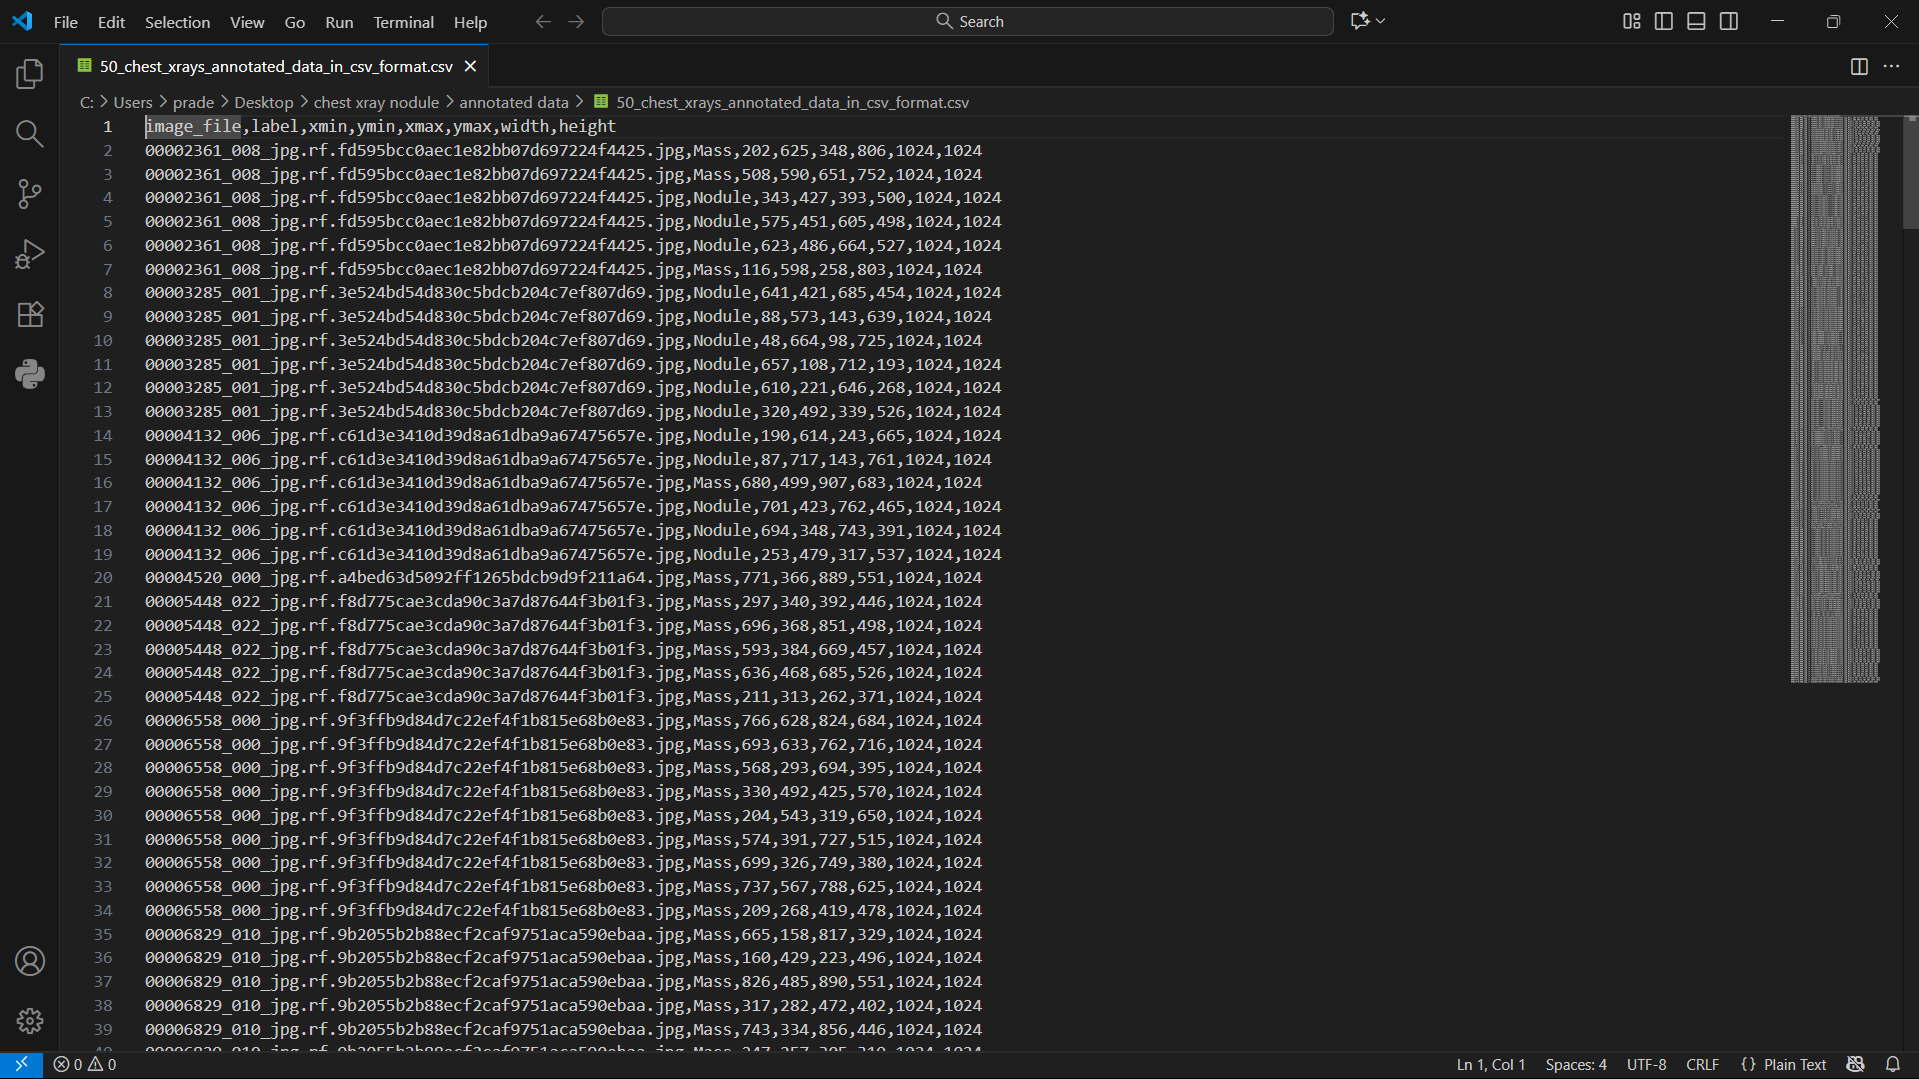 File Edit Selection View Go Run Terminal Help Search
50_chest_xrays_annotated_data_in_csv_format.csv
C: > Users > prade > Desktop > chest xray nodule > annotated data > 50_chest_xrays_annotated_data_in_csv_format.csv
1 image_file,label,xmin,ymin,xmax,ymax,width,height
2 00002361_008_jpg.rf.fd595bcc0aec1e82bb07d697224f4425.jpg,Mass,202,625,348,806,1024,1024
3 00002361_008_jpg.rf.fd595bcc0aec1e82bb07d697224f4425.jpg,Mass,508,590,651,752,1024,1024
4 00002361_008_jpg.rf.fd595bcc0aec1e82bb07d697224f4425.jpg,Nodule,343,427,393,500,1024,1024
5 00002361_008_jpg.rf.fd595bcc0aec1e82bb07d697224f4425.jpg,Nodule,575,451,605,498,1024,1024
6 00002361_008_jpg.rf.fd595bcc0aec1e82bb07d697224f4425.jpg,Nodule,623,486,664,527,1024,1024
7 00002361_008_jpg.rf.fd595bcc0aec1e82bb07d697224f4425.jpg,Mass,116,598,258,803,1024,1024
8 00003285_001_jpg.rf.3e524bd54d830c5bdcb204c7ef807d69.jpg,Nodule,641,421,685,454,1024,1024
9 00003285_001_jpg.rf.3e524bd54d830c5bdcb204c7ef807d69.jpg,Nodule,88,573,143,639,1024,1024
10 00003285_001_jpg.rf.3e524bd54d830c5bdcb204c7ef807d69.jpg,Nodule,48,664,98,725,1024,1024
11 00003285_001_jpg.rf.3e524bd54d830c5bdcb204c7ef807d69.jpg,Nodule,657,108,712,193,1024,1024
12 00003285_001_jpg.rf.3e524bd54d830c5bdcb204c7ef807d69.jpg,Nodule,610,221,646,268,1024,1024
13 00003285_001_jpg.rf.3e524bd54d830c5bdcb204c7ef807d69.jpg,Nodule,320,492,339,526,1024,1024
14 00004132_006_jpg.rf.c61d3e3410d39d8a61dba9a67475657e.jpg,Nodule,190,614,243,665,1024,1024
15 00004132_006_jpg.rf.c61d3e3410d39d8a61dba9a67475657e.jpg,Nodule,87,717,143,761,1024,1024
16 00004132_006_jpg.rf.c61d3e3410d39d8a61dba9a67475657e.jpg,Mass,680,499,907,683,1024,1024
17 00004132_006_jpg.rf.c61d3e3410d39d8a61dba9a67475657e.jpg,Nodule,701,423,762,465,1024,1024
18 00004132_006_jpg.rf.c61d3e3410d39d8a61dba9a67475657e.jpg,Nodule,694,348,743,391,1024,1024
19 00004132_006_jpg.rf.c61d3e3410d39d8a61dba9a67475657e.jpg,Nodule,253,479,317,537,1024,1024
20 00004520_000_jpg.rf.a4bed63d5092ff1265bdcb9d9f211a64.jpg,Mass,771,366,889,551,1024,1024
21 00005448_022_jpg.rf.f8d775cae3cda90c3a7d87644f3b01f3.jpg,Mass,297,340,392,446,1024,1024
22 00005448_022_jpg.rf.f8d775cae3cda90c3a7d87644f3b01f3.jpg,Mass,696,368,851,498,1024,1024
23 00005448_022_jpg.rf.f8d775cae3cda90c3a7d87644f3b01f3.jpg,Mass,593,384,669,457,1024,1024
24 00005448_022_jpg.rf.f8d775cae3cda90c3a7d87644f3b01f3.jpg,Mass,636,468,685,526,1024,1024
25 00005448_022_jpg.rf.f8d775cae3cda90c3a7d87644f3b01f3.jpg,Mass,211,313,262,371,1024,1024
26 00006558_000_jpg.rf.9f3ffb9d84d7c22ef4f1b815e68b0e83.jpg,Mass,766,628,824,684,1024,1024
27 00006558_000_jpg.rf.9f3ffb9d84d7c22ef4f1b815e68b0e83.jpg,Mass,693,633,762,716,1024,1024
28 00006558_000_jpg.rf.9f3ffb9d84d7c22ef4f1b815e68b0e83.jpg,Mass,568,293,694,395,1024,1024
29 00006558_000_jpg.rf.9f3ffb9d84d7c22ef4f1b815e68b0e83.jpg,Mass,330,492,425,570,1024,1024
30 00006558_000_jpg.rf.9f3ffb9d84d7c22ef4f1b815e68b0e83.jpg,Mass,204,543,319,650,1024,1024
31 00006558_000_jpg.rf.9f3ffb9d84d7c22ef4f1b815e68b0e83.jpg,Mass,574,391,727,515,1024,1024
32 00006558_000_jpg.rf.9f3ffb9d84d7c22ef4f1b815e68b0e83.jpg,Mass,699,326,749,380,1024,1024
33 00006558_000_jpg.rf.9f3ffb9d84d7c22ef4f1b815e68b0e83.jpg,Mass,737,567,788,625,1024,1024
34 00006558_000_jpg.rf.9f3ffb9d84d7c22ef4f1b815e68b0e83.jpg,Mass,209,268,419,478,1024,1024
35 00006829_010_jpg.rf.9b2055b2b88ecf2caf9751aca590ebaa.jpg,Mass,665,158,817,329,1024,1024
36 00006829_010_jpg.rf.9b2055b2b88ecf2caf9751aca590ebaa.jpg,Mass,160,429,223,496,1024,1024
37 00006829_010_jpg.rf.9b2055b2b88ecf2caf9751aca590ebaa.jpg,Mass,826,485,890,551,1024,1024
38 00006829_010_jpg.rf.9b2055b2b88ecf2caf9751aca590ebaa.jpg,Mass,317,282,472,402,1024,1024
39 00006829_010_jpg.rf.9b2055b2b88ecf2caf9751aca590ebaa.jpg,Mass,743,334,856,446,1024,1024
0 0 Ln 1, Col 1 Spaces: 4 UTF-8 CRLF {} Plain Text